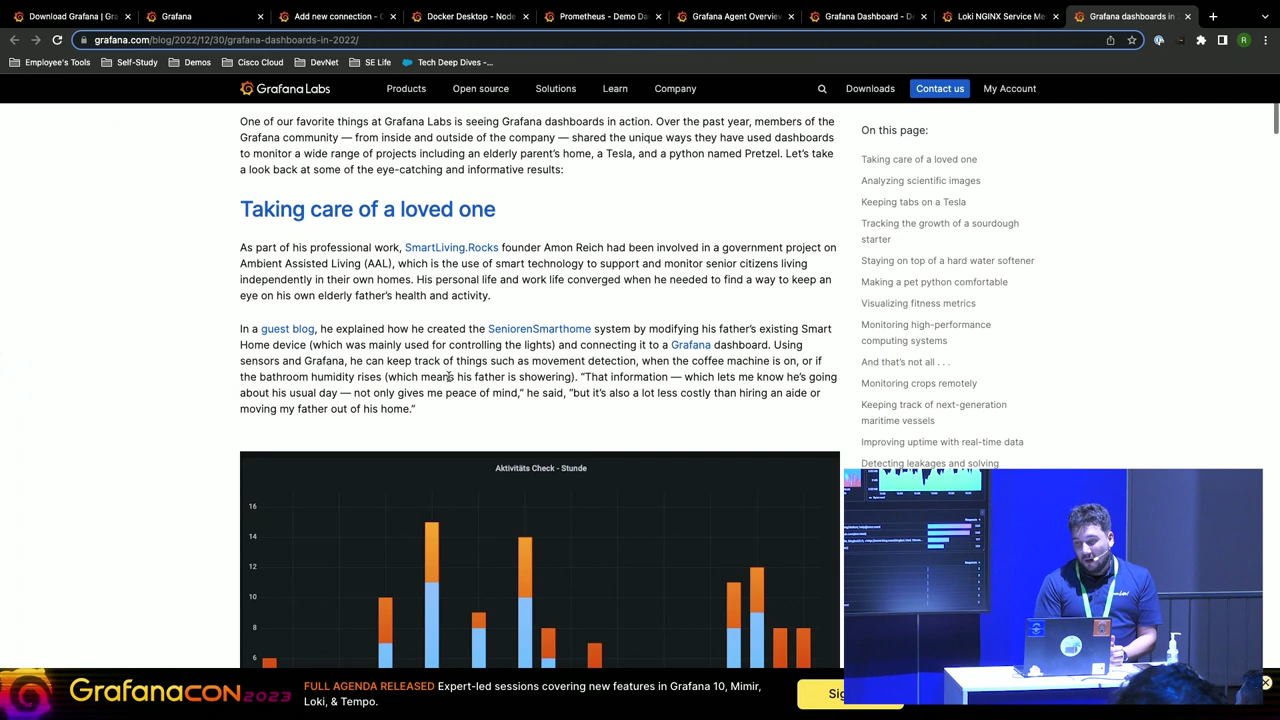 Download Grafana | Gra
Grafana
Add new connection - C
Docker Desktop - Node
Prometheus - Demo Da
Grafana Agent Overview
Grafana Dashboard - De
Loki NGINX Service Me
Grafana dashboards in
grafana.com/blog/2022/12/30/grafana-dashboards-in-2022/
R
Employee's Tools
Self-Study
Demos
Cisco Cloud
DevNet
SE Life
Tech Deep Dives -...
Grafana Labs
Products
Open source
Solutions
Learn
Company
Downloads
Contact us
My Account
One of our favorite things at Grafana Labs is seeing Grafana dashboards in action. Over the past year, members of the
Grafana community — from inside and outside of the company — shared the unique ways they have used dashboards
to monitor a wide range of projects including an elderly parent's home, a Tesla, and a python named Pretzel. Let's take
a look back at some of the eye-catching and informative results:
Taking care of a loved one
As part of his professional work, SmartLiving.Rocks founder Amon Reich had been involved in a government project on
Ambient Assisted Living (AAL), which is the use of smart technology to support and monitor senior citizens living
independently in their own homes. His personal life and work life converged when he needed to find a way to keep an
eye on his own elderly father's health and activity.
In a guest blog, he explained how he created the SeniorenSmarthome system by modifying his father's existing Smart
Home device (which was mainly used for controlling the lights) and connecting it to a Grafana dashboard. Using
sensors and Grafana, he can keep track of things such as movement detection, when the coffee machine is on, or if
the bathroom humidity rises (which means his father is showering). “That information — which lets me know he's going
about his usual day — not only gives me peace of mind,” he said, “but it's also a lot less costly than hiring an aide or
moving my father out of his home.”
Aktivitäts Check - Stunde
16
14
12
10
8
6
On this page:
Taking care of a loved one
Analyzing scientific images
Keeping tabs on a Tesla
Tracking the growth of a sourdough
starter
Staying on top of a hard water softener
Making a pet python comfortable
Visualizing fitness metrics
Monitoring high-performance
computing systems
And that's not all . . .
Monitoring crops remotely
Keeping track of next-generation
maritime vessels
Improving uptime with real-time data
Detecting leakages and solving
GrafanaCON 2023
FULL AGENDA RELEASED Expert-led sessions covering new features in Grafana 10, Mimir,
Loki, & Tempo.
Sig